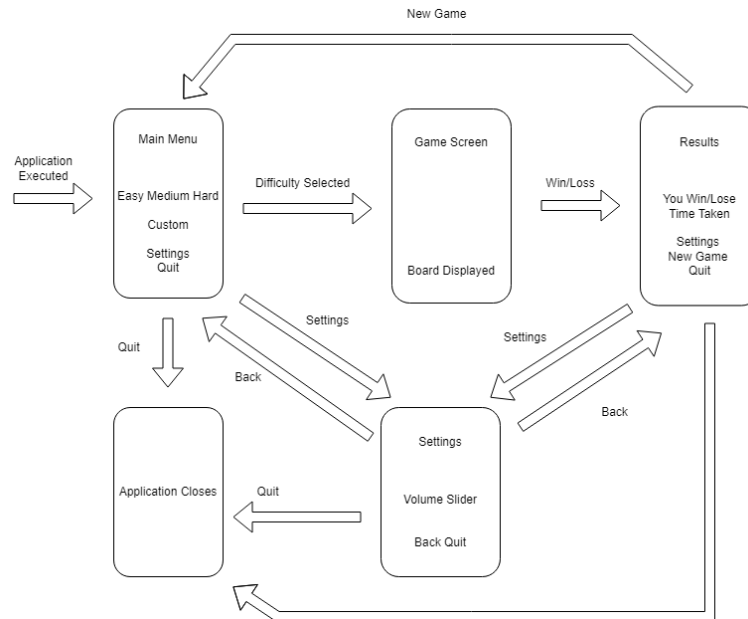 New Game
Main Menu
Game Screen
Results
Application
Executed
Easy Medium Hard
Custom
Settings
Quit
Difficulty Selected
Win/Loss
You Win/Lose
Time Taken
Settings
New Game
Quit
Board Displayed
Settings
Settings
Quit
Back
Back
Settings
Volume Slider
Back Quit
Application Closes
Quit